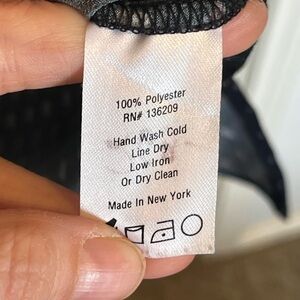 100% Polyester
RN# 136209
Hand Wash Cold
Line Dry
Low Iron
Or Dry Clean
Made In New York